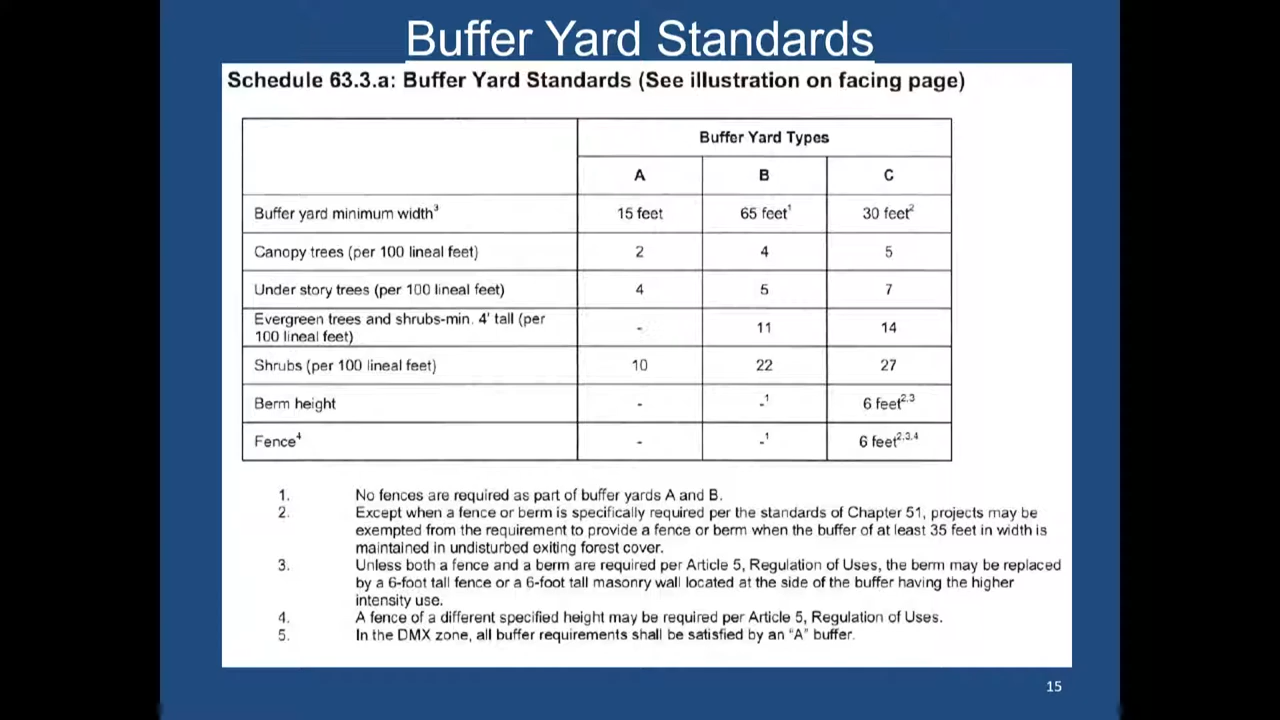 Buffer Yard Standards
Schedule 63.3.a: Buffer Yard Standards (See illustration on facing page)
Buffer Yard Types
A B C
Buffer yard minimum width³ 15 feet 65 feet¹ 30 feet²
Canopy trees (per 100 lineal feet) 2 4 5
Under story trees (per 100 lineal feet) 4 5 7
Evergreen trees and shrubs-min. 4' tall (per
100 lineal feet) - 11 14
Shrubs (per 100 lineal feet) 10 22 27
Berm height - -¹ 6 feet²,³
Fence⁴ - -¹ 6 feet²,³,⁴
1. No fences are required as part of buffer yards A and B.
2. Except when a fence or berm is specifically required per the standards of Chapter 51, projects may be
exempted from the requirement to provide a fence or berm when the buffer of at least 35 feet in width is
maintained in undisturbed exiting forest cover.
3. Unless both a fence and a berm are required per Article 5, Regulation of Uses, the berm may be replaced
by a 6-foot tall fence or a 6-foot tall masonry wall located at the side of the buffer having the higher
intensity use.
4. A fence of a different specified height may be required per Article 5, Regulation of Uses.
5. In the DMX zone, all buffer requirements shall be satisfied by an "A" buffer.
15